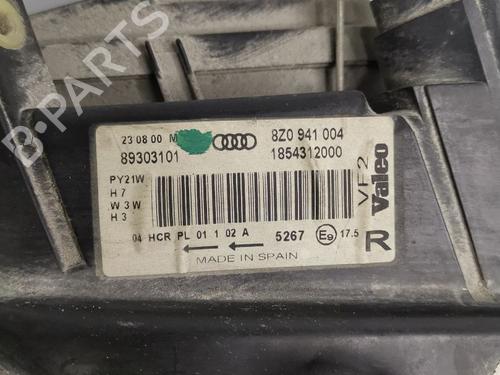 23 08 00 M 8Z0 941 004
89303101 1854312000
PY21W
H 7
W 3 W
H 3
04 HCR PL 01 1 02 A 5267 E9 17.5
MADE IN SPAIN
VF2
Valeo
R
B-PARTS